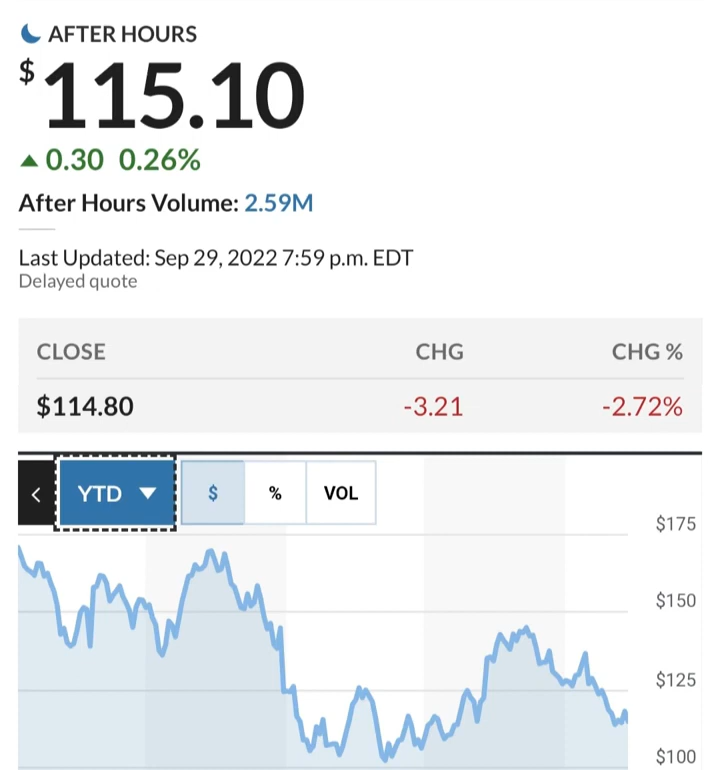 AFTER HOURS
$115.10
0.30 0.26%
After Hours Volume: 2.59M
Last Updated: Sep 29, 2022 7:59 p.m. EDT
Delayed quote
CLOSE CHG CHG %
$114.80 -3.21 -2.72%
< YTD $ % VOL
$175
$150
$125
$100